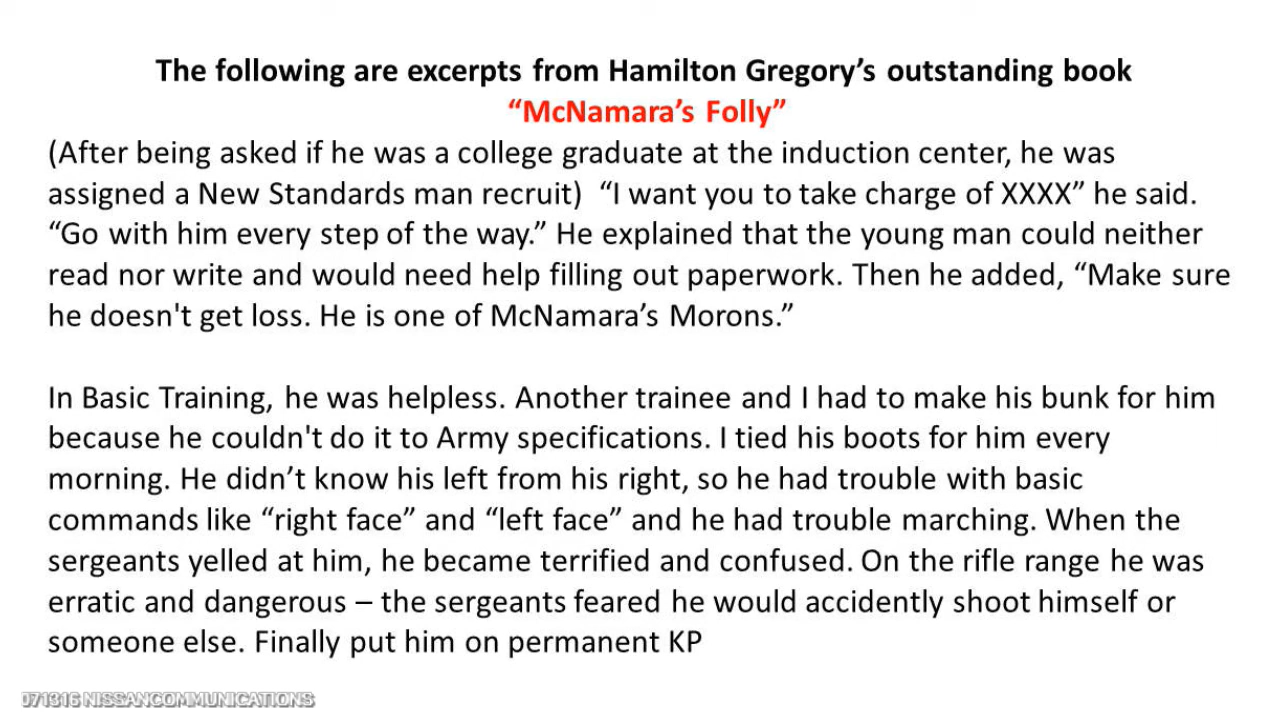 The following are excerpts from Hamilton Gregory’s outstanding book
“McNamara’s Folly”
(After being asked if he was a college graduate at the induction center, he was
assigned a New Standards man recruit)  “I want you to take charge of XXXX” he said.
“Go with him every step of the way.” He explained that the young man could neither
read nor write and would need help filling out paperwork. Then he added, “Make sure
he doesn't get loss. He is one of McNamara’s Morons.”
In Basic Training, he was helpless. Another trainee and I had to make his bunk for him
because he couldn't do it to Army specifications. I tied his boots for him every
morning. He didn’t know his left from his right, so he had trouble with basic
commands like “right face” and “left face” and he had trouble marching. When the
sergeants yelled at him, he became terrified and confused. On the rifle range he was
erratic and dangerous – the sergeants feared he would accidently shoot himself or
someone else. Finally put him on permanent KP
071316 NISSANCOMMUNICATIONS